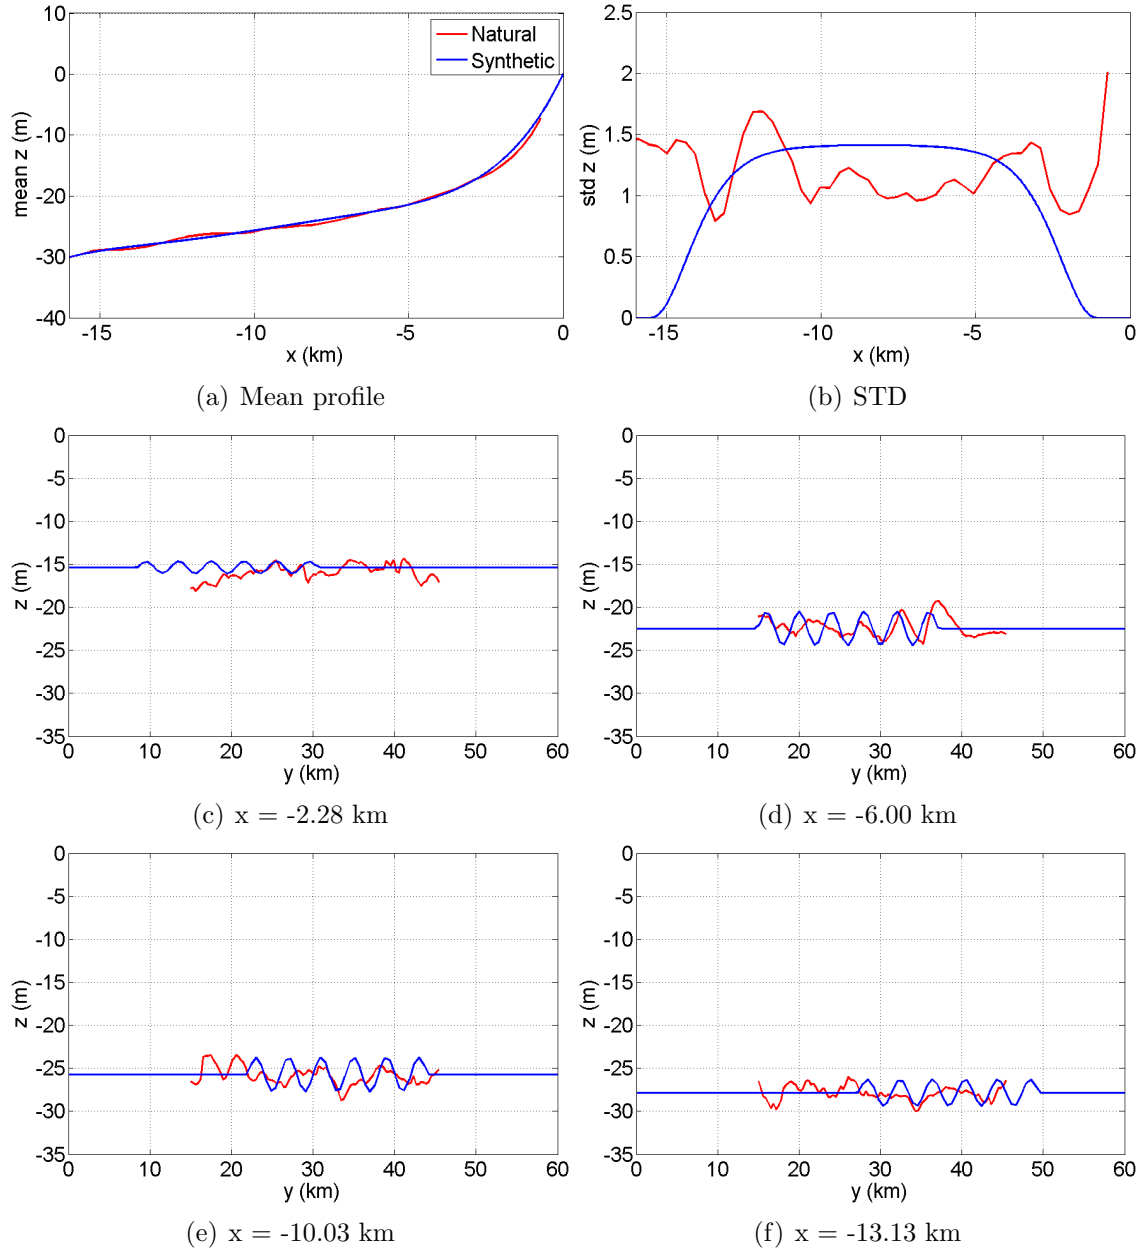 10
0
-10
-20
-30
-40
mean z (m)
-15
-10
-5
0
x (km)
Natural
Synthetic
(a) Mean profile
2.5
2
1.5
1
0.5
0
std z (m)
-15
-10
-5
0
x (km)
(b) STD
0
-5
-10
-15
-20
-25
-30
-35
z (m)
0 10 20 30 40 50 60
y (km)
(c) x = -2.28 km
0
-5
-10
-15
-20
-25
-30
-35
z (m)
0 10 20 30 40 50 60
y (km)
(d) x = -6.00 km
0
-5
-10
-15
-20
-25
-30
-35
z (m)
0 10 20 30 40 50 60
y (km)
(e) x = -10.03 km
0
-5
-10
-15
-20
-25
-30
-35
z (m)
0 10 20 30 40 50 60
y (km)
(f) x = -13.13 km